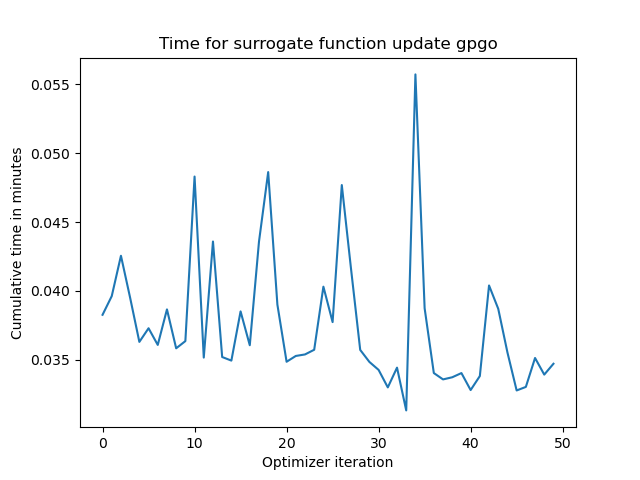 Time for surrogate function update gpgo
0.055
0.050
0.045
0.040
0.035
Cumulative time in minutes
0 10 20 30 40 50
Optimizer iteration